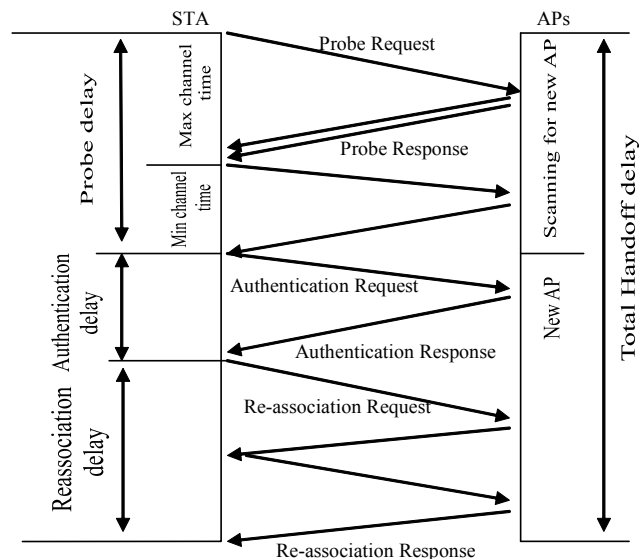 STA
APs
Probe Request
Probe delay
Max channel
time
Scanning for new AP
Total Handoff delay
Probe Response
Min channel
time
Authentication
delay
Authentication Request
New AP
Authentication Response
Reassociation
delay
Re-association Request
Re-association Response